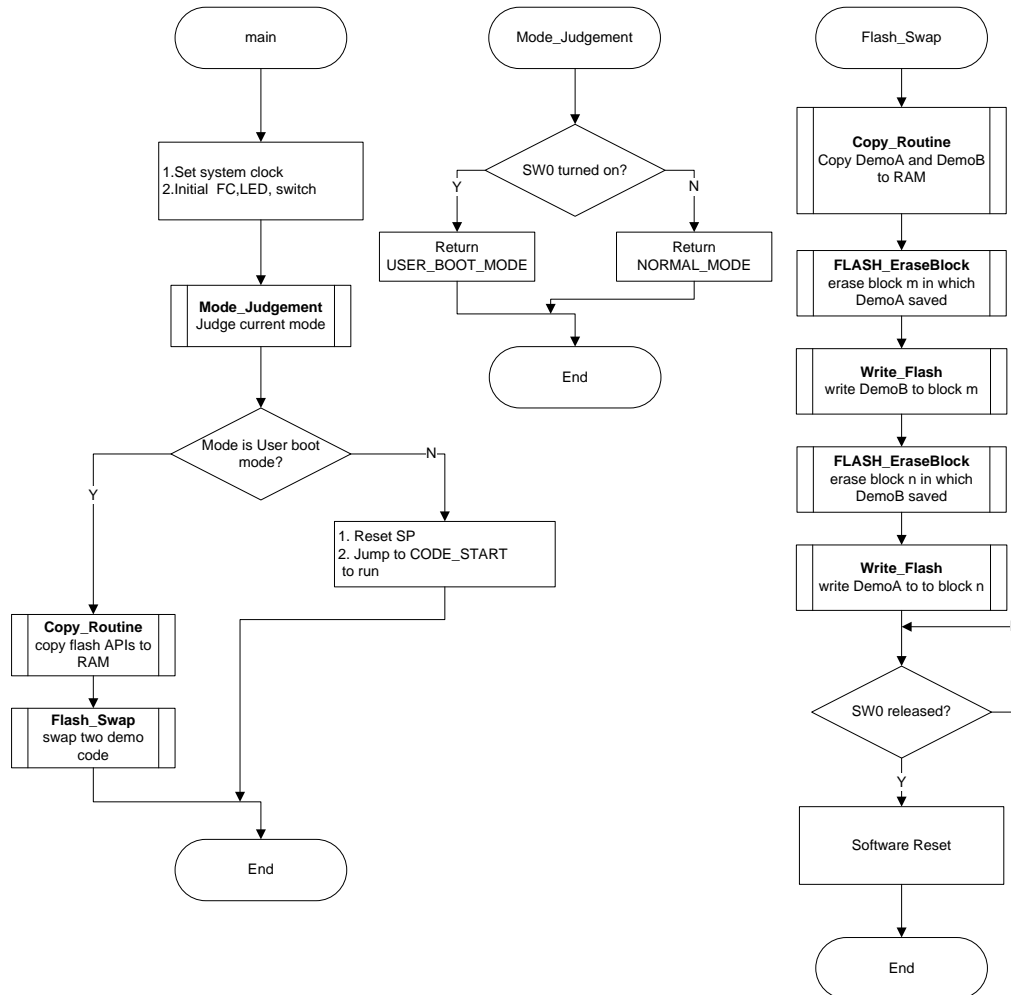 main
1.Set system clock
2.Initial FC,LED, switch
Mode_Judgement
Judge current mode
Mode is User boot
mode?
Y
N
1. Reset SP
2. Jump to CODE_START
to run
Copy_Routine
copy flash APIs to
RAM
Flash_Swap
swap two demo
code
End
Mode_Judgement
SW0 turned on?
Y
N
Return
USER_BOOT_MODE
Return
NORMAL_MODE
End
Flash_Swap
Copy_Routine
Copy DemoA and DemoB
to RAM
FLASH_EraseBlock
erase block m in which
DemoA saved
Write_Flash
write DemoB to block m
FLASH_EraseBlock
erase block n in which
DemoB saved
Write_Flash
write DemoA to to block n
SW0 released?
Y
Software Reset
End